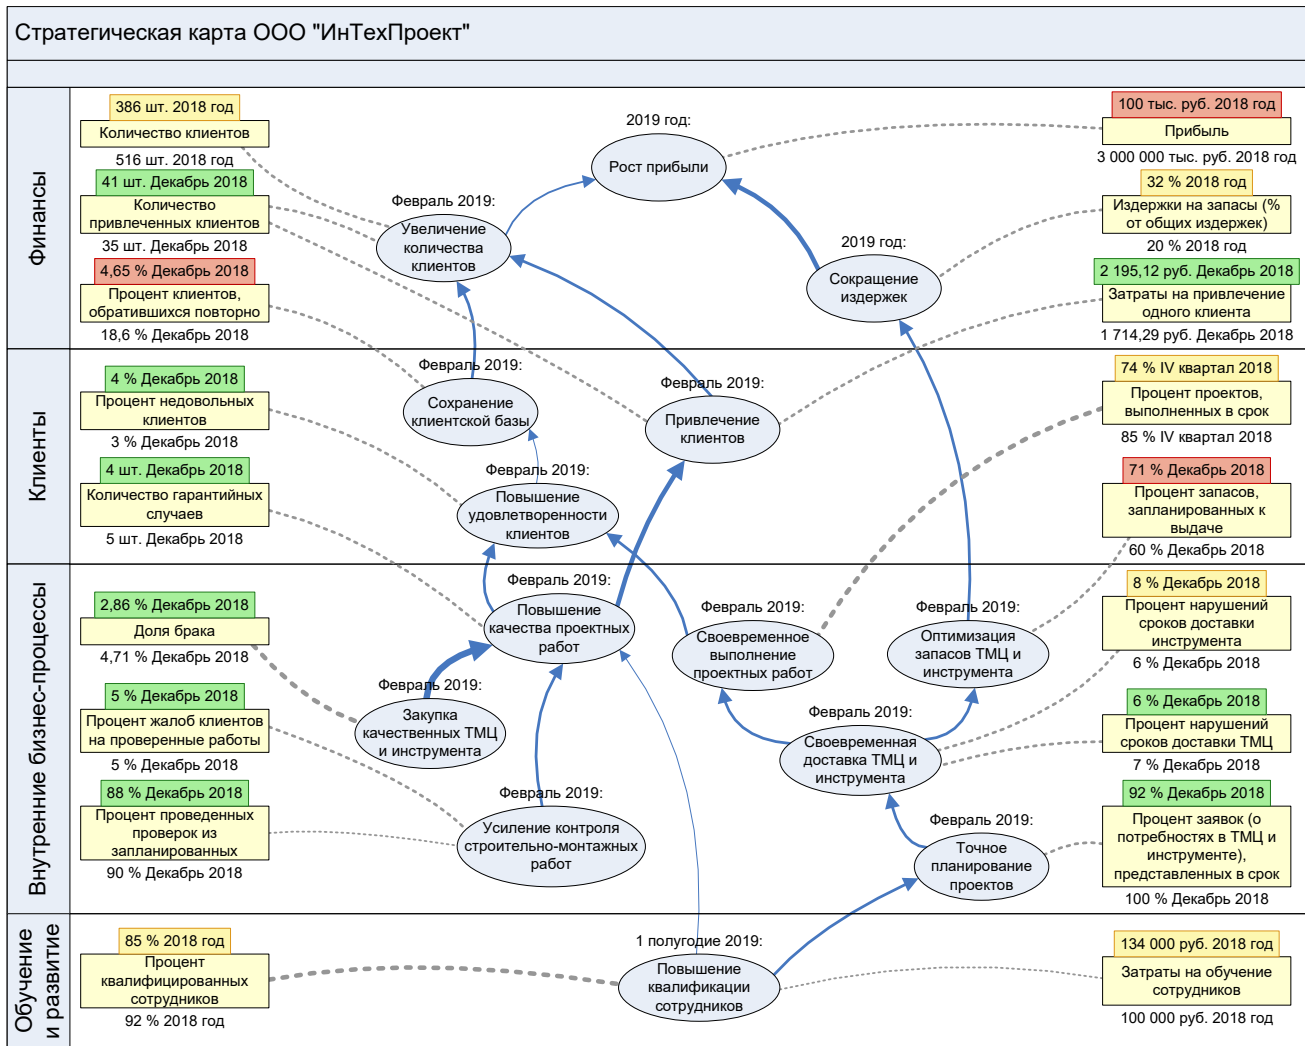 Стратегическая карта ООО "ИнТехПроект"
Финансы
386 шт. 2018 год
Количество клиентов
516 шт. 2018 год
41 шт. Декабрь 2018
Количество
привлеченных клиентов
35 шт. Декабрь 2018
4,65 % Декабрь 2018
Процент клиентов,
обратившихся повторно
18,6 % Декабрь 2018
2019 год:
Рост прибыли
Февраль 2019:
Увеличение
количества
клиентов
2019 год:
Сокращение
издержек
100 тыс. руб. 2018 год
Прибыль
3 000 000 тыс. руб. 2018 год
32 % 2018 год
Издержки на запасы (%
от общих издержек)
20 % 2018 год
2 195,12 руб. Декабрь 2018
Затраты на привлечение
одного клиента
1 714,29 руб. Декабрь 2018
Клиенты
4 % Декабрь 2018
Процент недовольных
клиентов
3 % Декабрь 2018
4 шт. Декабрь 2018
Количество гарантийных
случаев
5 шт. Декабрь 2018
Февраль 2019:
Сохранение
клиентской базы
Февраль 2019:
Привлечение
клиентов
Февраль 2019:
Повышение
удовлетворенности
клиентов
74 % IV квартал 2018
Процент проектов,
выполненных в срок
85 % IV квартал 2018
71 % Декабрь 2018
Процент запасов,
запланированных к
выдаче
60 % Декабрь 2018
Внутренние бизнес-процессы
2,86 % Декабрь 2018
Доля брака
4,71 % Декабрь 2018
5 % Декабрь 2018
Процент жалоб клиентов
на проверенные работы
5 % Декабрь 2018
88 % Декабрь 2018
Процент проведенных
проверок из
запланированных
90 % Декабрь 2018
Февраль 2019:
Повышение
качества проектных
работ
Февраль 2019:
Своевременное
выполнение
проектных работ
Февраль 2019:
Оптимизация
запасов ТМЦ и
инструмента
Февраль 2019:
Закупка
качественных ТМЦ
и инструмента
Февраль 2019:
Своевременная
доставка ТМЦ и
инструмента
Февраль 2019:
Усиление контроля
строительно-монтажных
работ
Февраль 2019:
Точное
планирование
проектов
8 % Декабрь 2018
Процент нарушений
сроков доставки
инструмента
6 % Декабрь 2018
6 % Декабрь 2018
Процент нарушений
сроков доставки ТМЦ
7 % Декабрь 2018
92 % Декабрь 2018
Процент заявок (о
потребностях в ТМЦ и
инструменте),
представленных в срок
100 % Декабрь 2018
Обучение
и развитие
85 % 2018 год
Процент
квалифицированных
сотрудников
92 % 2018 год
1 полугодие 2019:
Повышение
квалификации
сотрудников
134 000 руб. 2018 год
Затраты на обучение
сотрудников
100 000 руб. 2018 год